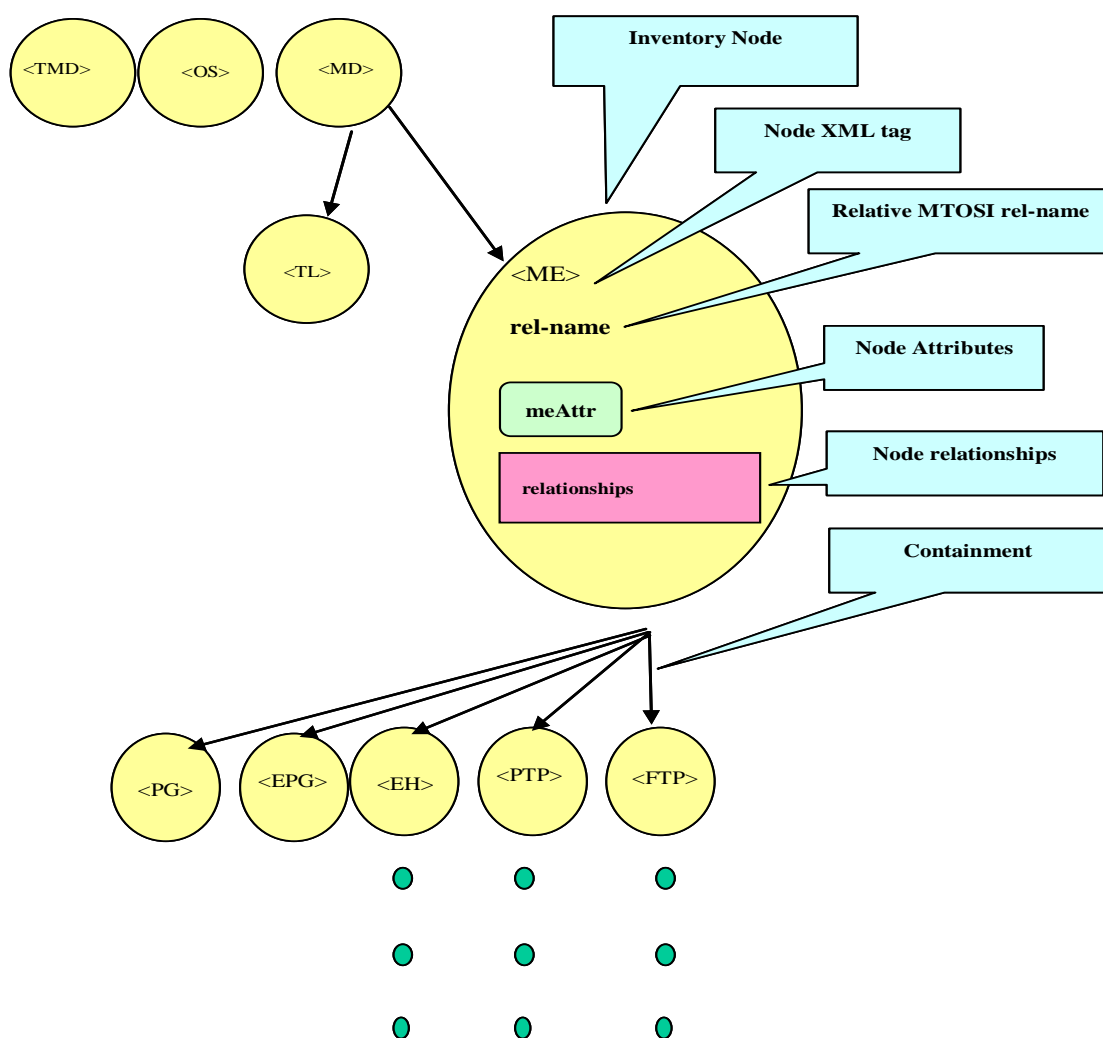 <TMD>
<OS>
<MD>
Inventory Node
Node XML tag
Relative MTOSI rel-name
<TL>
<ME>
rel-name
Node Attributes
meAttr
Node relationships
relationships
Containment
<PG>
<EPG>
<EH>
<PTP>
<FTP>